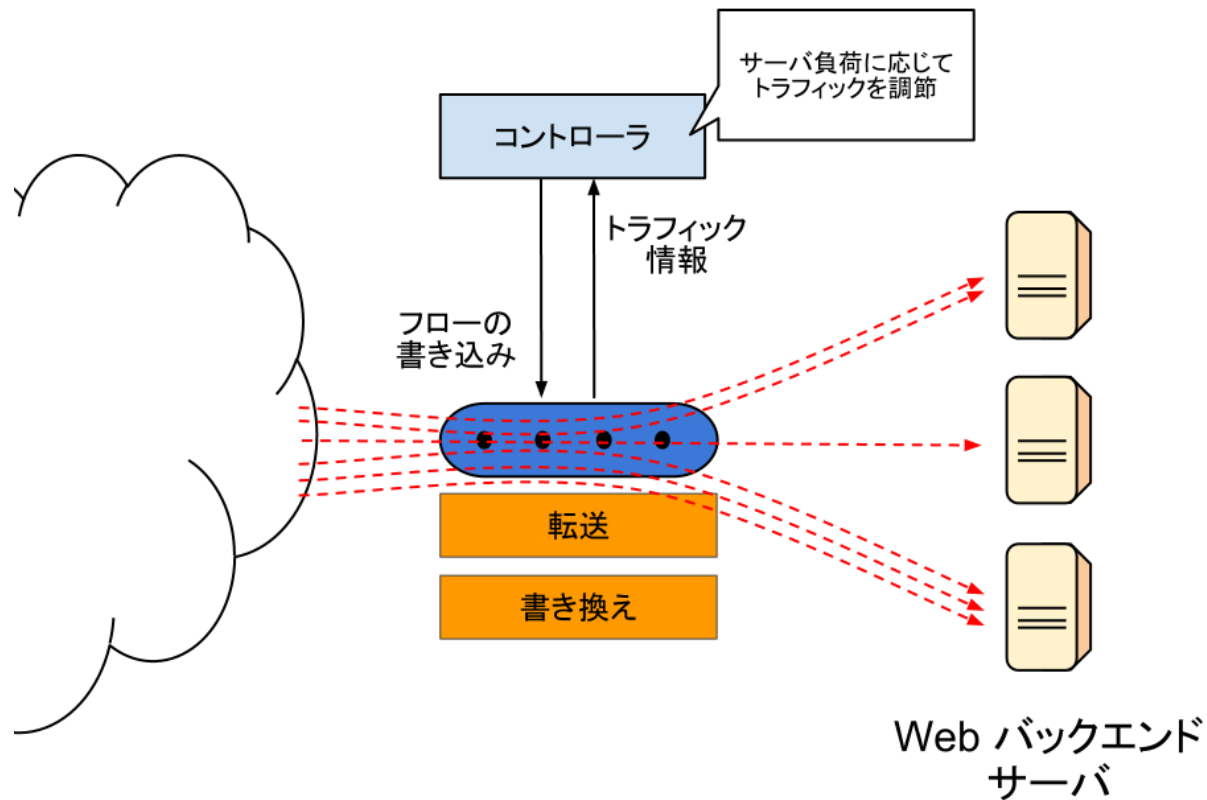 サーバ負荷に応じて
トラフィックを調節
コントローラ
トラフィック
情報
フローの
書き込み
転送
書き換え
Web バックエンド
サーバ